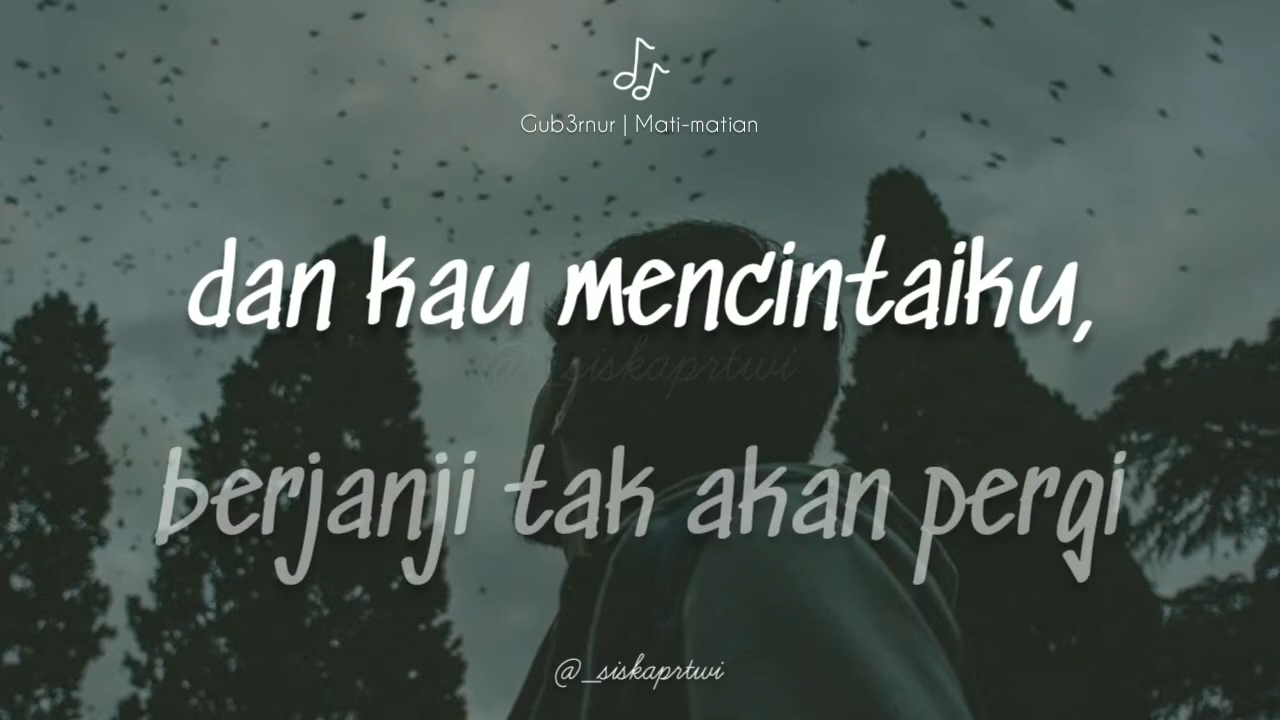 Gub3rnur | Mati-matian
dan kau mencintaiku,
@_siskaprtwi
berjanji tak akan pergi
@_siskaprtwi